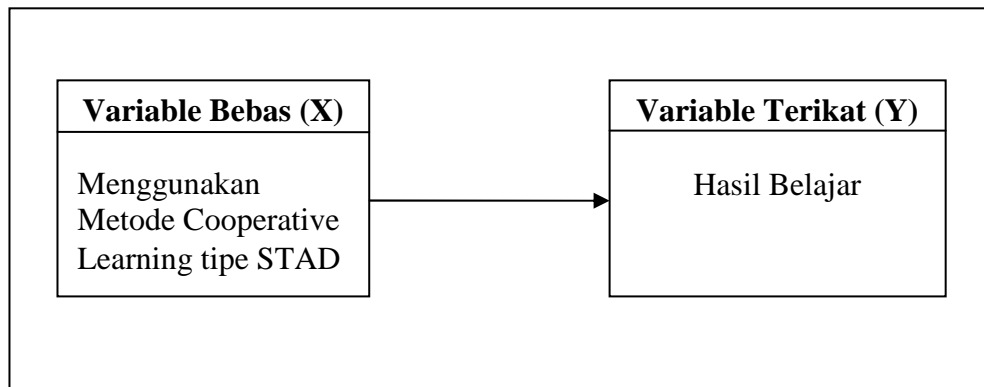 Variable Bebas (X)
Menggunakan
Metode Cooperative
Learning tipe STAD
Variable Terikat (Y)
Hasil Belajar